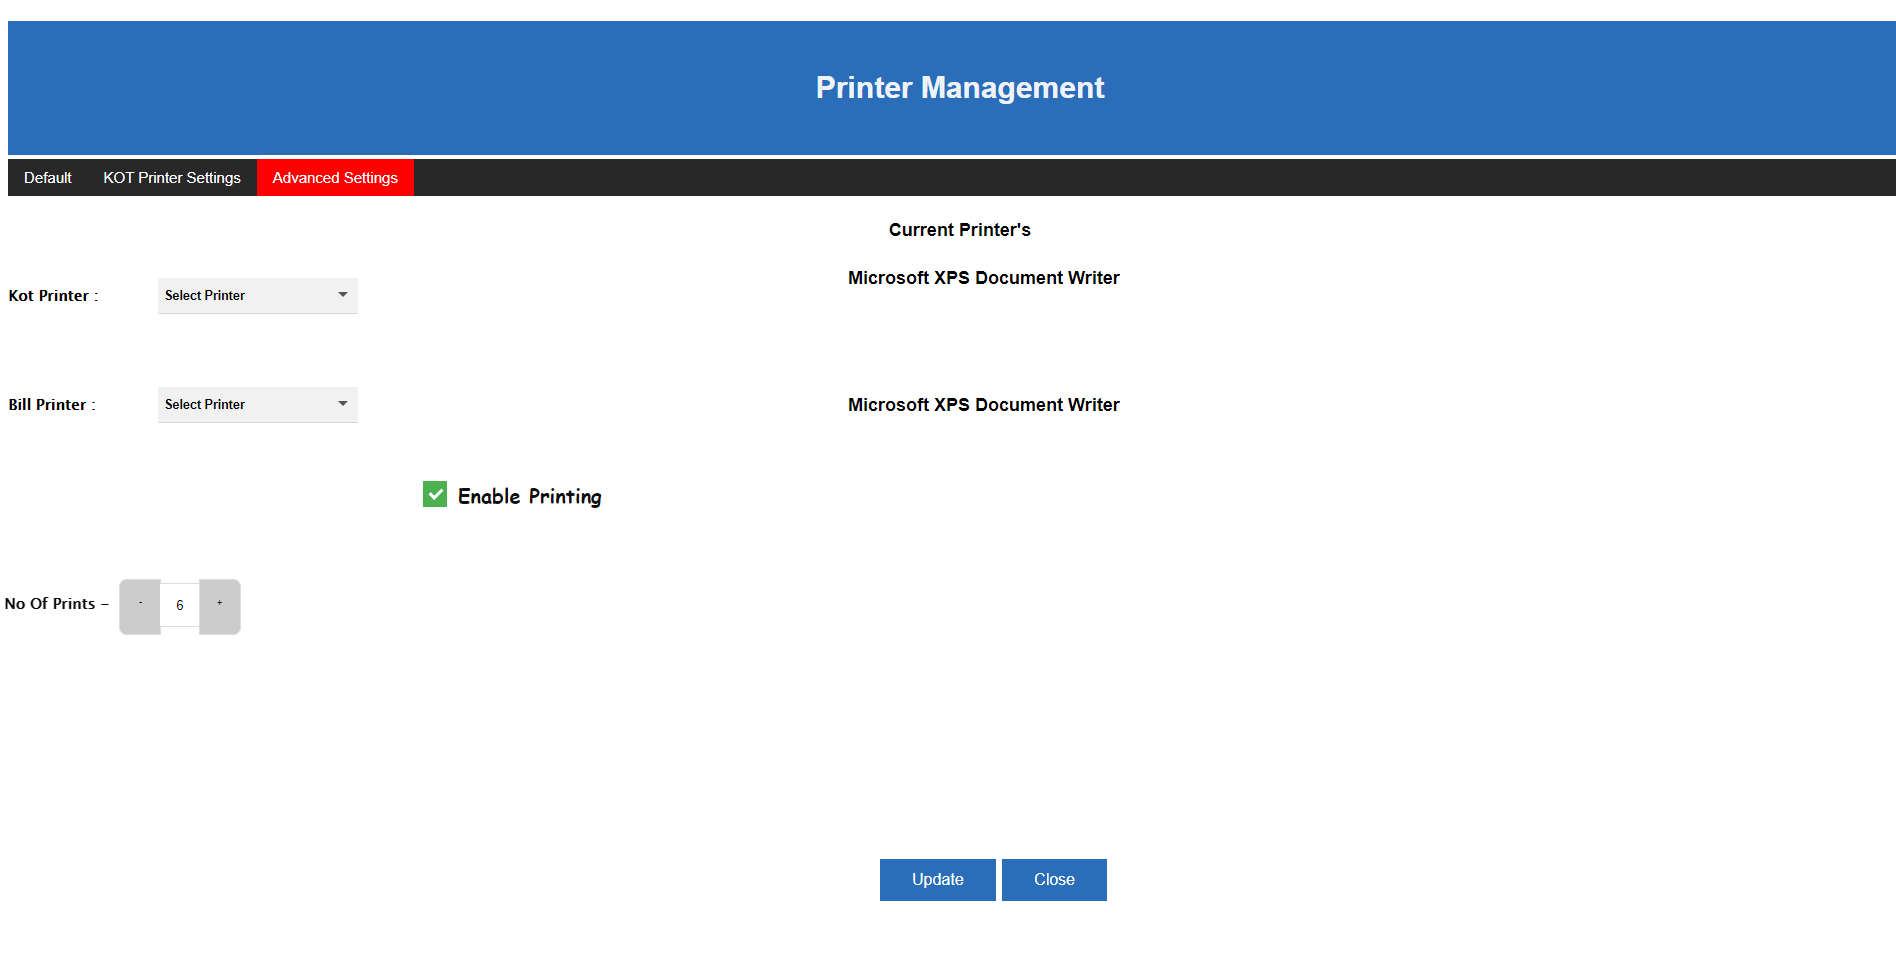 Printer Management
Default KOT Printer Settings Advanced Settings
Current Printer's
Kot Printer : Select Printer Microsoft XPS Document Writer
Bill Printer : Select Printer Microsoft XPS Document Writer
Enable Printing
No Of Prints - - 6 +
Update Close